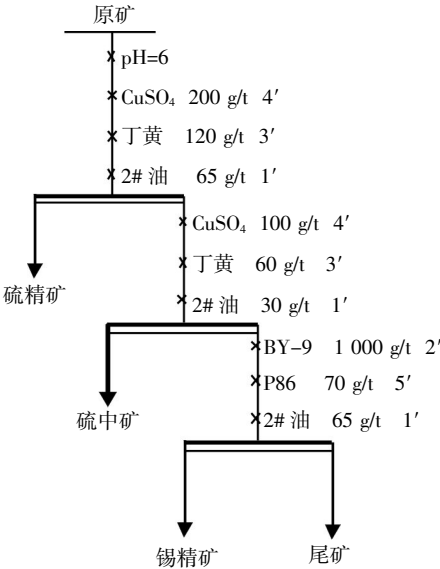 原矿
pH=6
CuSO₄ 200 g/t 4′
丁黄 120 g/t 3′
2# 油 65 g/t 1′
CuSO₄ 100 g/t 4′
丁黄 60 g/t 3′
硫精矿
2# 油 30 g/t 1′
BY-9 1 000 g/t 2′
P86 70 g/t 5′
硫中矿
2# 油 65 g/t 1′
锡精矿 尾矿